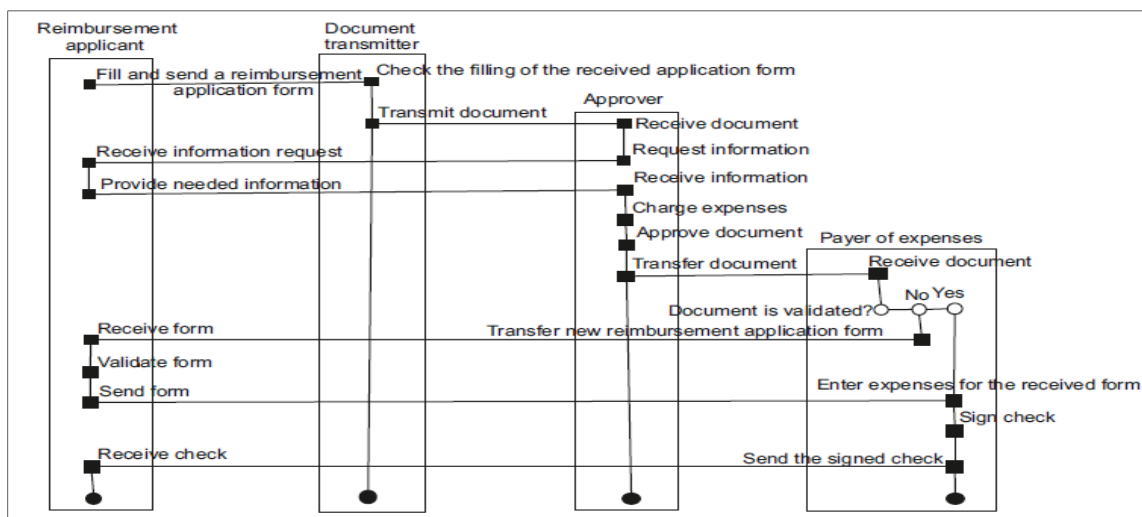 Reimbursement
applicant
Document
transmitter
Fill and send a reimbursement
application form
Check the filling of the received application form
Approver
Transmit document
Receive document
Receive information request
Request information
Provide needed information
Receive information
Charge expenses
Approve document
Payer of expenses
Transfer document
Receive document
No
Yes
Document is validated?
Receive form
Transfer new reimbursement application form
Validate form
Send form
Enter expenses for the received form
Sign check
Receive check
Send the signed check